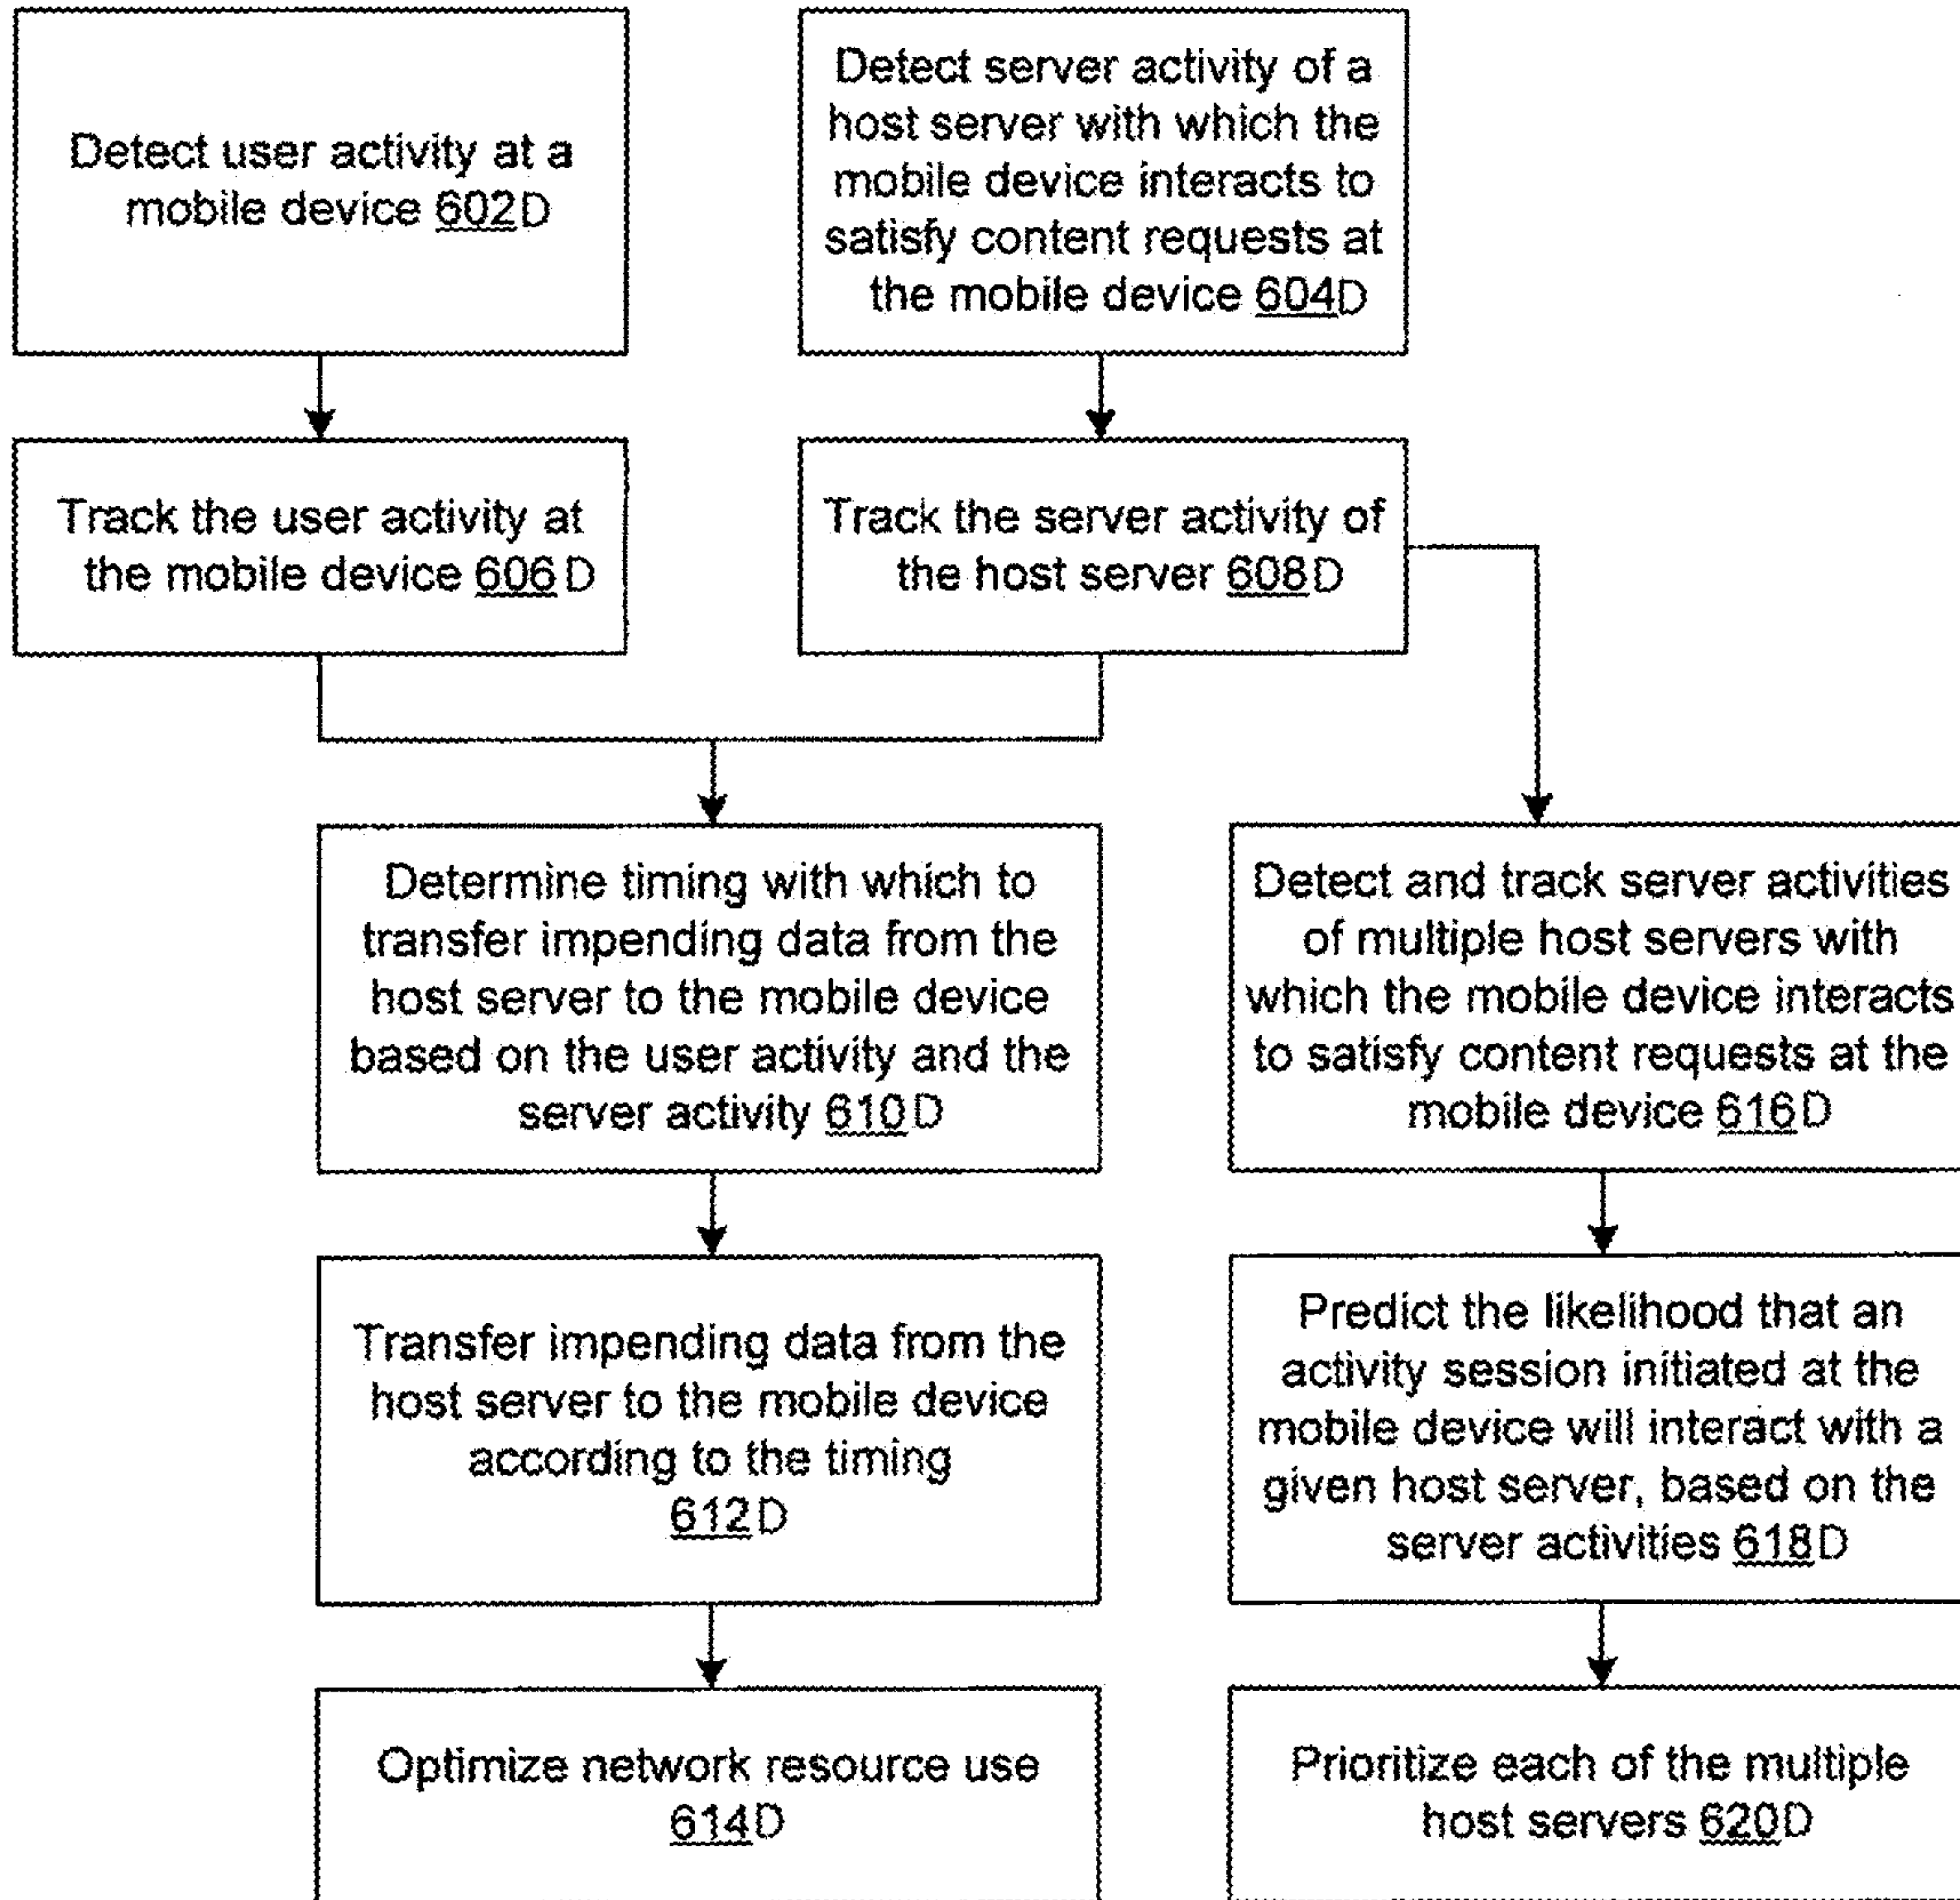 Detect user activity at a
mobile device 602D
Detect server activity of a
host server with which the
mobile device interacts to
satisfy content requests at
the mobile device 604D
Track the user activity at
the mobile device 606D
Track the server activity of
the host server 608D
Determine timing with which to
transfer impending data from the
host server to the mobile device
based on the user activity and the
server activity 610D
Detect and track server activities
of multiple host servers with
which the mobile device interacts
to satisfy content requests at the
mobile device 616D
Transfer impending data from the
host server to the mobile device
according to the timing
612D
Predict the likelihood that an
activity session initiated at the
mobile device will interact with a
given host server, based on the
server activities 618D
Optimize network resource use
614D
Prioritize each of the multiple
host servers 620D